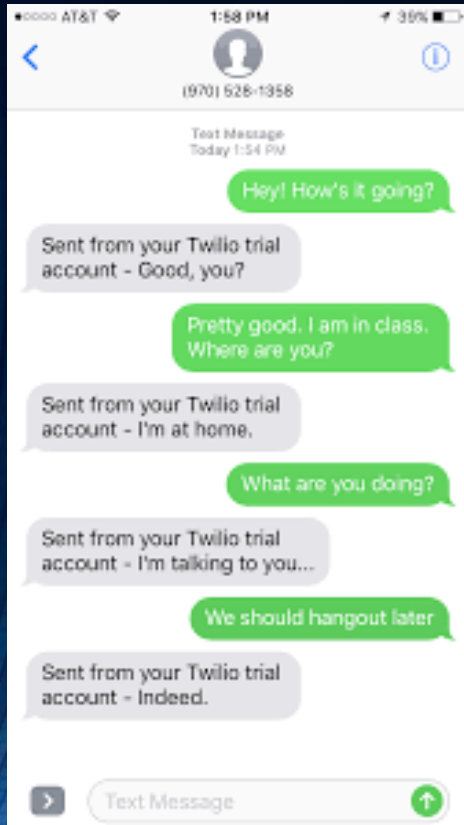 AT&T 1:58 PM 39%
(970) 528-1358
Text Message
Today 1:54 PM
Hey! How's it going?
Sent from your Twilio trial
account - Good, you?
Pretty good. I am in class.
Where are you?
Sent from your Twilio trial
account - I'm at home.
What are you doing?
Sent from your Twilio trial
account - I'm talking to you...
We should hangout later
Sent from your Twilio trial
account - Indeed.
Text Message